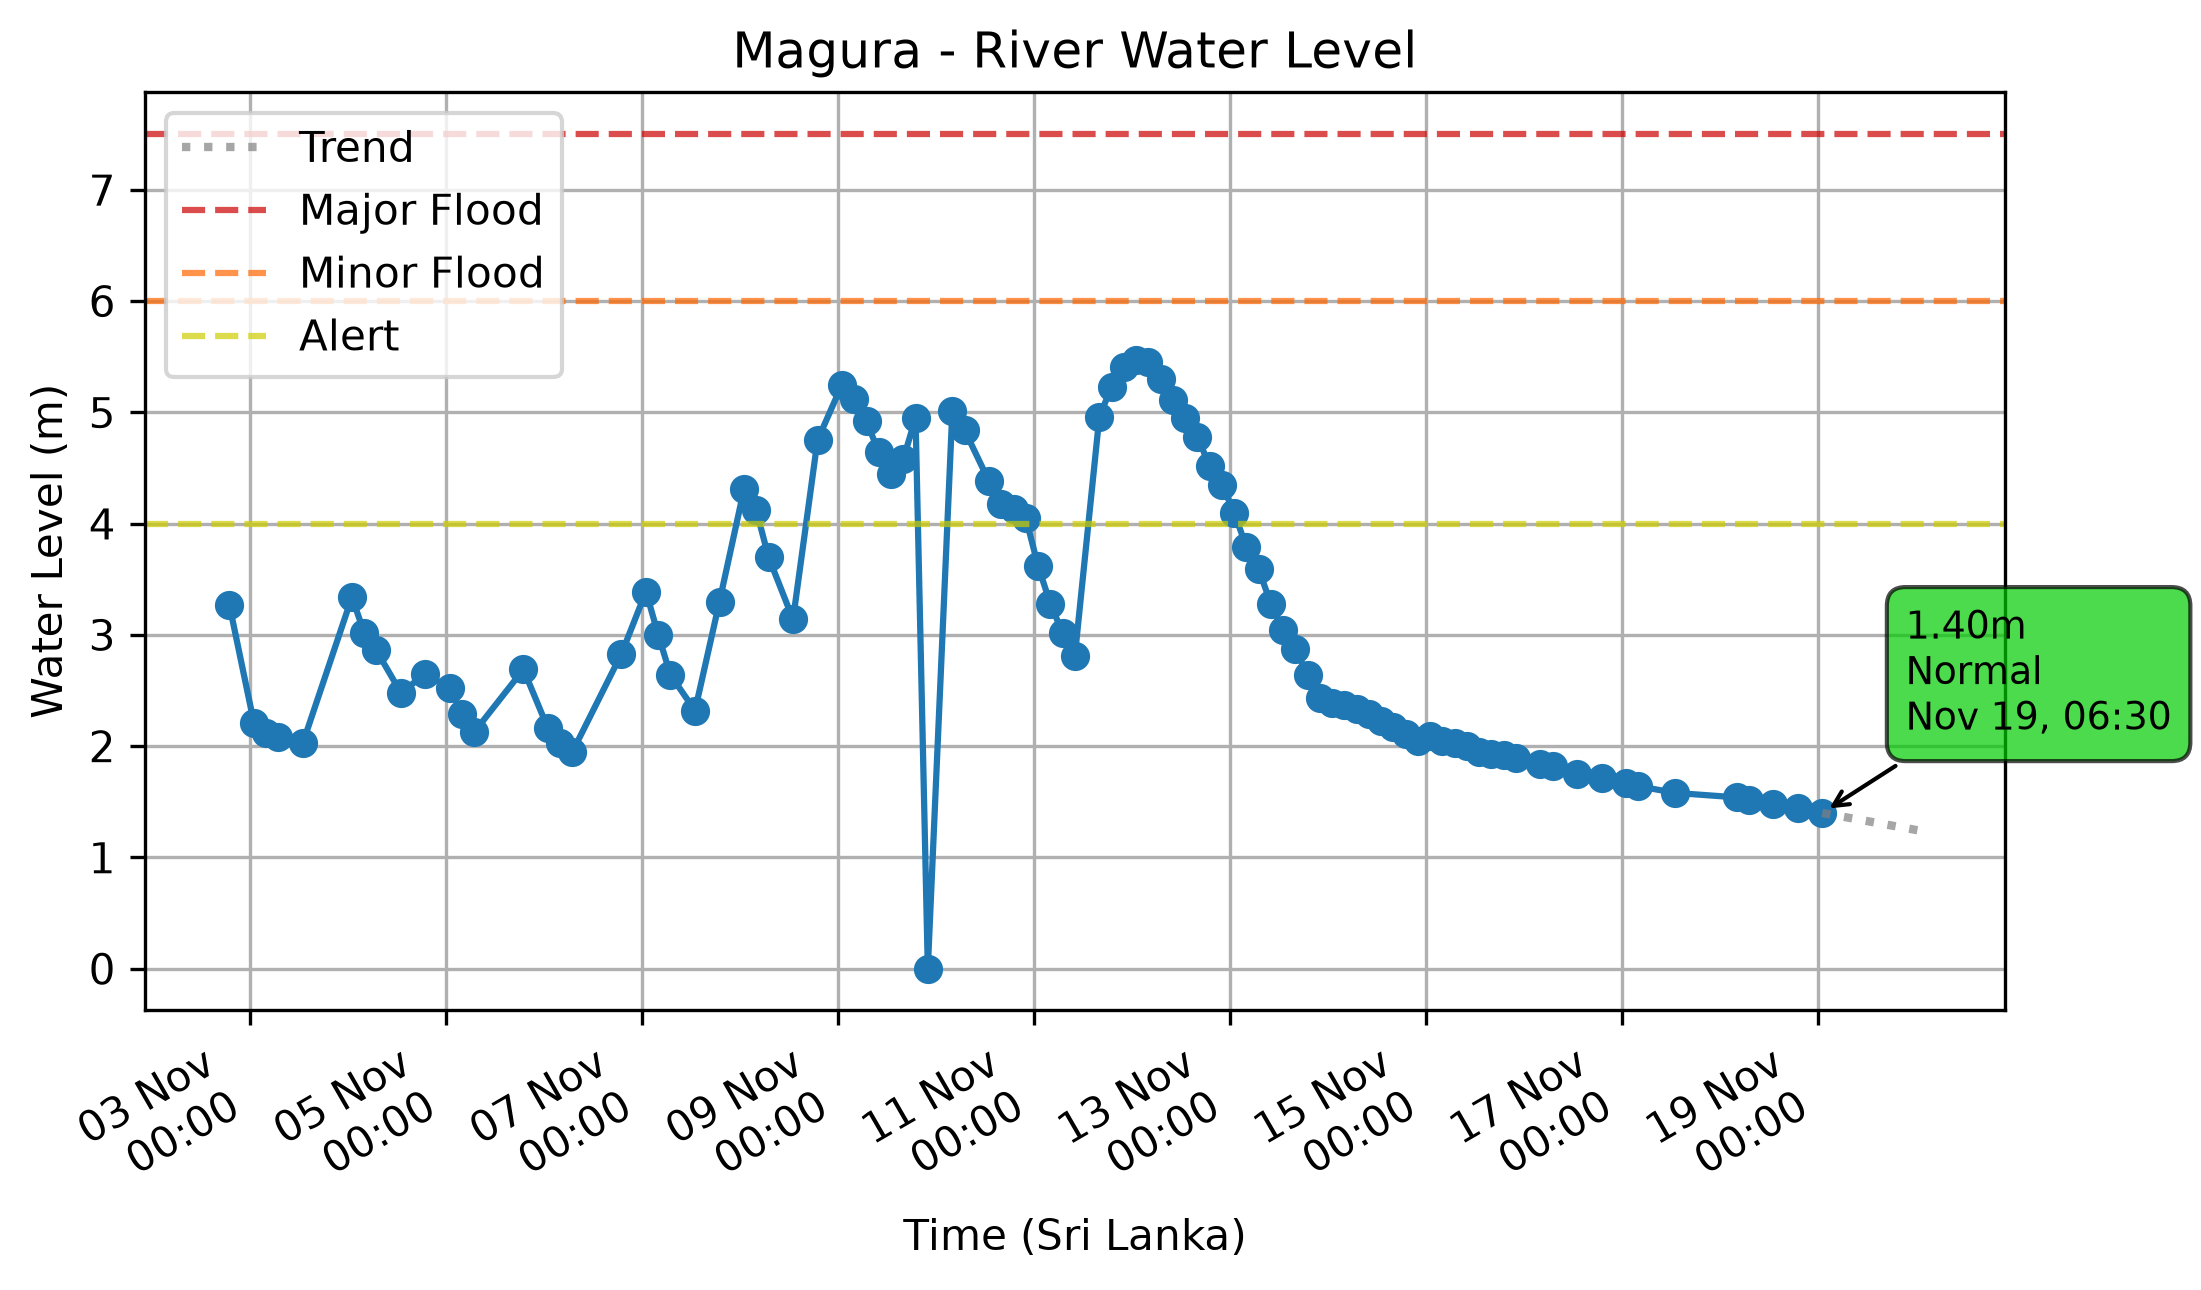 Magura - River Water Level
Trend
Major Flood
Minor Flood
Alert
Water Level (m)
7
6
5
4
3
2
1
0
1.40m
Normal
Nov 19, 06:30
03 Nov
00:00
05 Nov
00:00
07 Nov
00:00
09 Nov
00:00
11 Nov
00:00
13 Nov
00:00
15 Nov
00:00
17 Nov
00:00
19 Nov
00:00
Time (Sri Lanka)